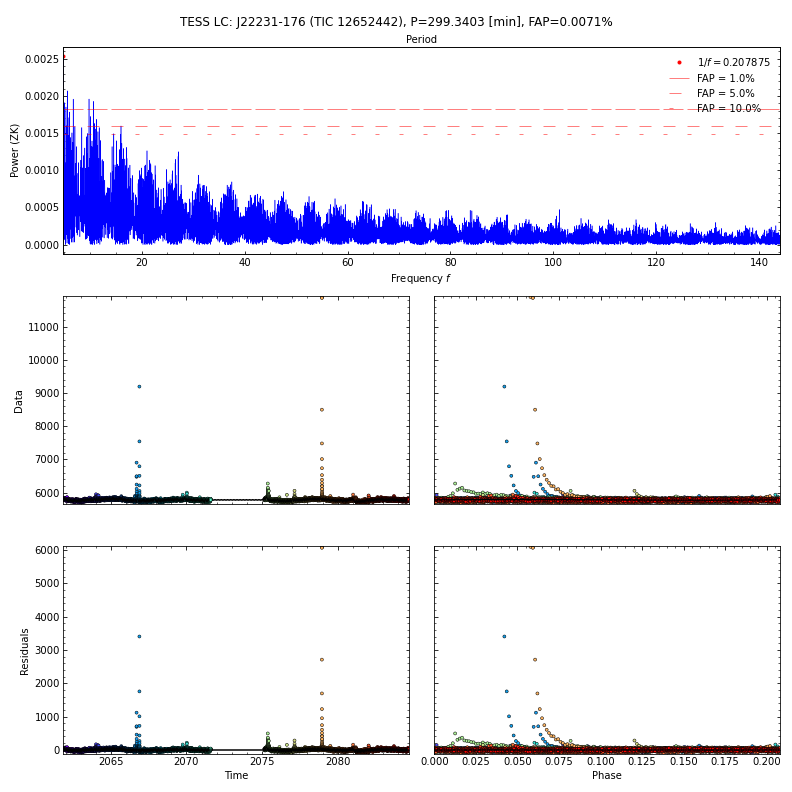 TESS LC: J22231-176 (TIC 12652442), P=299.3403 [min], FAP=0.0071%
Period
Power (ZK)
0.0025
0.0020
0.0015
0.0010
0.0005
0.0000
1/f = 0.207875
FAP = 1.0%
FAP = 5.0%
FAP = 10.0%
20 40 60 80 100 120 140
Frequency f
Data
11000
10000
9000
8000
7000
6000
Residuals
6000
5000
4000
3000
2000
1000
0
2065 2070 2075 2080
Time
0.000 0.025 0.050 0.075 0.100 0.125 0.150 0.175 0.200
Phase